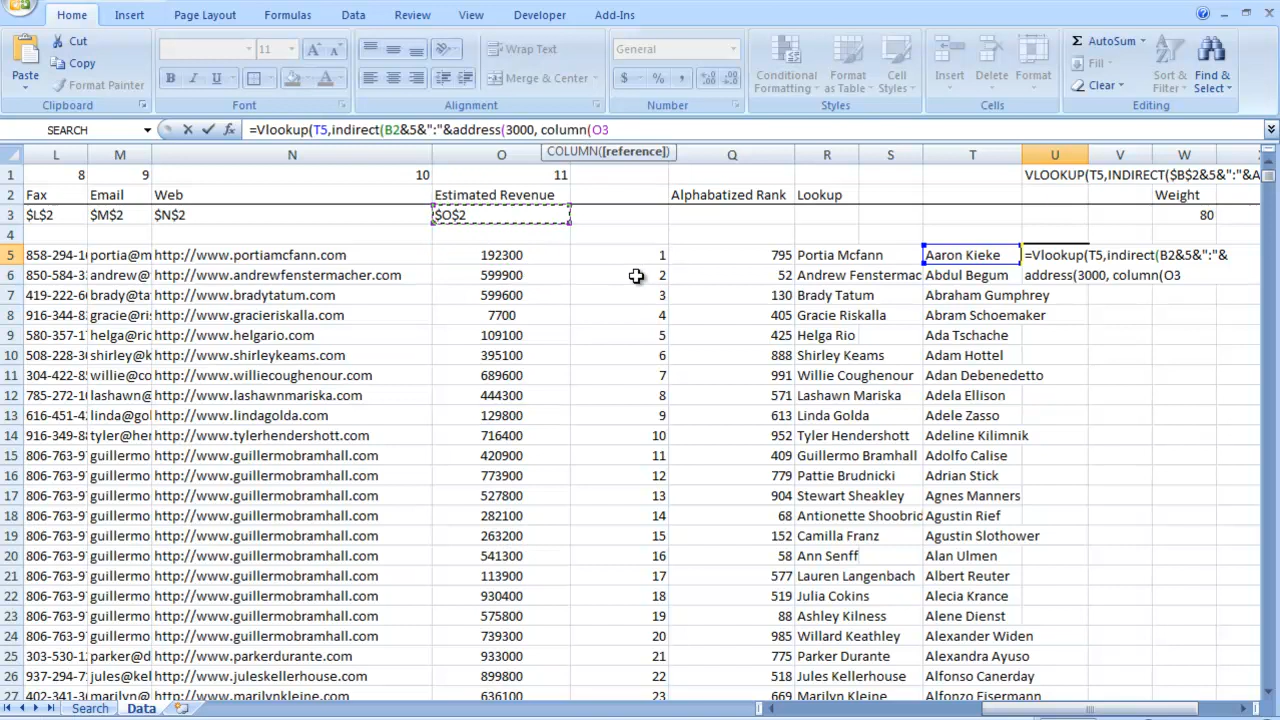 Home Insert Page Layout Formulas Data Review View Developer Add-Ins
Cut Copy Format Painter Paste
11 Wrap Text General
Merge & Center
Conditional Formatting Format as Table Cell Styles
Insert Delete Format
AutoSum Fill Clear Sort & Filter Find & Select
Clipboard Font Alignment Number Styles Cells Editing
SEARCH =Vlookup(T5,indirect(B2&5&":"&address(3000, column(O3
COLUMN([reference])
L M N O Q R S T U V W
1 8 9 10 11 VLOOKUP(T5,INDIRECT($B$2&5&":"&A
2 Fax Email Web Estimated Revenue Alphabatized Rank Lookup Weight
3 $L$2 $M$2 $N$2 $O$2 80
4
5 858-294-1 portia@m http://www.portiamcfann.com 192300 1 795 Portia Mcfann Aaron Kieke =Vlookup(T5,indirect(B2&5&":"&
6 850-584-3 andrew@ http://www.andrewfenstermacher.com 599900 2 52 Andrew Fenstermac Abdul Begum address(3000, column(O3
7 419-222-6 brady@ta http://www.bradytatum.com 599600 3 130 Brady Tatum Abraham Gumphrey
8 916-344-8 gracie@ris http://www.gracieriskalla.com 7700 4 405 Gracie Riskalla Abram Schoemaker
9 580-357-1 helga@rio http://www.helgario.com 109100 5 425 Helga Rio Ada Tschache
10 508-228-3 shirley@k http://www.shirleykeams.com 395100 6 888 Shirley Keams Adam Hottel
11 304-422-8 willie@co http://www.williecoughenour.com 689600 7 991 Willie Coughenour Adan Debenedetto
12 785-272-1 lashawn@ http://www.lashawnmariska.com 444300 8 571 Lashawn Mariska Adela Ellison
13 616-451-4 linda@gol http://www.lindagolda.com 129800 9 613 Linda Golda Adele Zasso
14 916-349-8 tyler@her http://www.tylerhendershott.com 716400 10 952 Tyler Hendershott Adeline Kilimnik
15 806-763-9 guillermo http://www.guillermobramhall.com 420900 11 409 Guillermo Bramhall Adolfo Calise
16 806-763-9 guillermo http://www.guillermobramhall.com 773900 12 776 Pattie Brudnicki Adrian Stick
17 806-763-9 guillermo http://www.guillermobramhall.com 527800 13 904 Stewart Sheakley Agnes Manners
18 806-763-9 guillermo http://www.guillermobramhall.com 282100 14 68 Antionette Shoobrid Agustin Rief
19 806-763-9 guillermo http://www.guillermobramhall.com 263200 15 152 Camilla Franz Agustin Slothower
20 806-763-9 guillermo http://www.guillermobramhall.com 541300 16 58 Ann Senff Alan Ulmen
21 806-763-9 guillermo http://www.guillermobramhall.com 113900 17 577 Lauren Langenbach Albert Reuter
22 806-763-9 guillermo http://www.guillermobramhall.com 930400 18 519 Julia Cokins Alecia Krance
23 806-763-9 guillermo http://www.guillermobramhall.com 575800 19 88 Ashley Kilness Alene Dienst
24 806-763-9 guillermo http://www.guillermobramhall.com 739300 20 985 Willard Keathley Alexander Widen
25 303-530-1 parker@d http://www.parkerdurante.com 933000 21 775 Parker Durante Alexandra Ayuso
26 937-294-7 jules@kel http://www.juleskellerhouse.com 899800 22 518 Jules Kellerhouse Alfonso Canerday
27 402-341-3 marilyn@ http://www.marilynkleine.com 636100 23 669 Marilyn Kleine Alfonzo Eisermann
Search Data